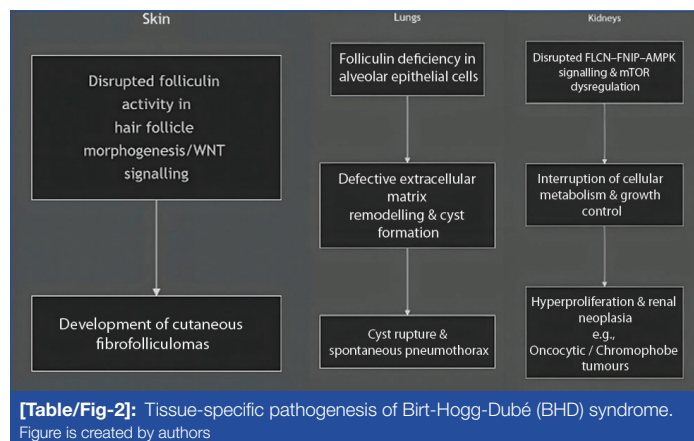 Skin
Disrupted folliculin
activity in
hair follicle
morphogenesis/WNT
signalling
Development of cutaneous
fibrofolliculomas
Lungs
Folliculin deficiency in
alveolar epithelial cells
Defective extracellular
matrix
remodelling & cyst
formation
Cyst rupture &
spontaneous pneumothorax
Kidneys
Disrupted FLCN–FNIP–AMPK
signalling & mTOR
dysregulation
Interruption of cellular
metabolism & growth
control
Hyperproliferation & renal
neoplasia
e.g.,
Oncocytic / Chromophobe
tumours
[Table/Fig-2]: Tissue-specific pathogenesis of Birt-Hogg-Dubé (BHD) syndrome.
Figure is created by authors